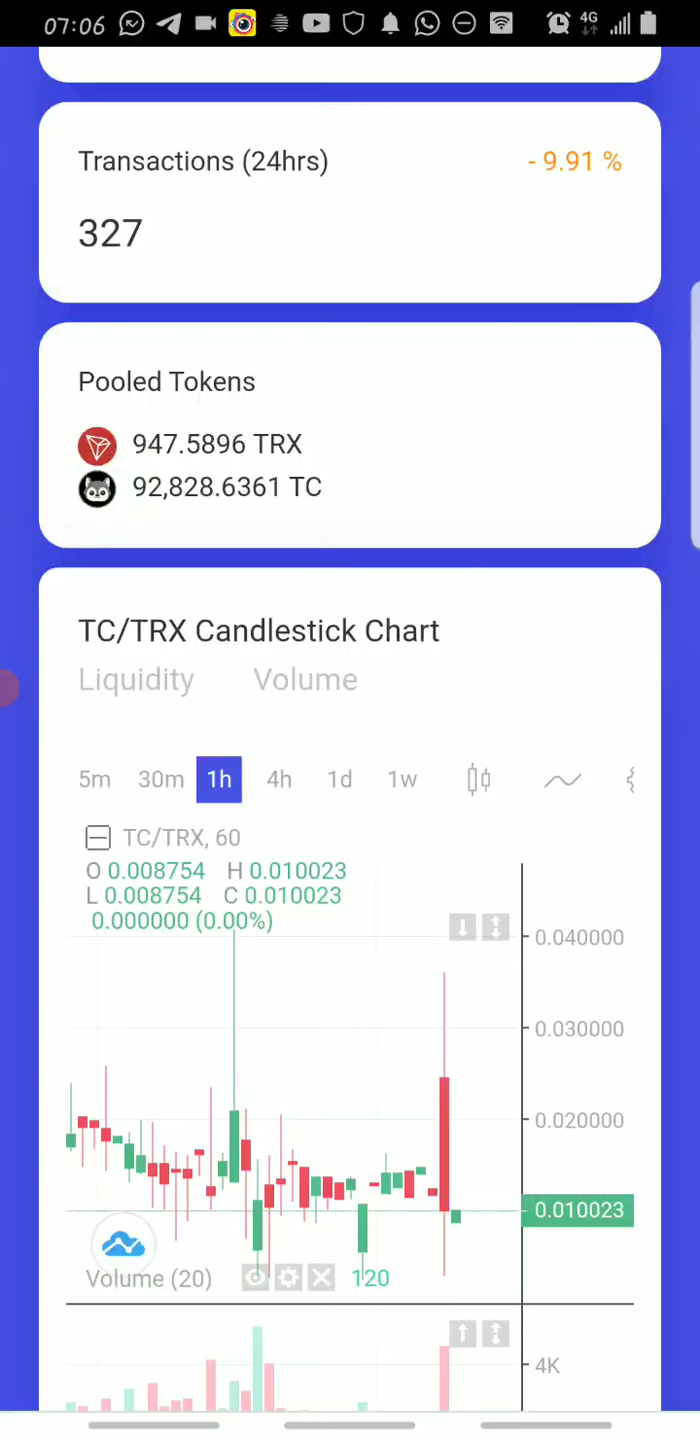 07:06
4G
Transactions (24hrs) - 9.91 %
327
Pooled Tokens
947.5896 TRX
92,828.6361 TC
TC/TRX Candlestick Chart
Liquidity Volume
5m 30m 1h 4h 1d 1w
TC/TRX, 60
O 0.008754 H 0.010023
L 0.008754 C 0.010023
0.000000 (0.00%)
0.040000
0.030000
0.020000
0.010023
Volume (20) 120
4K